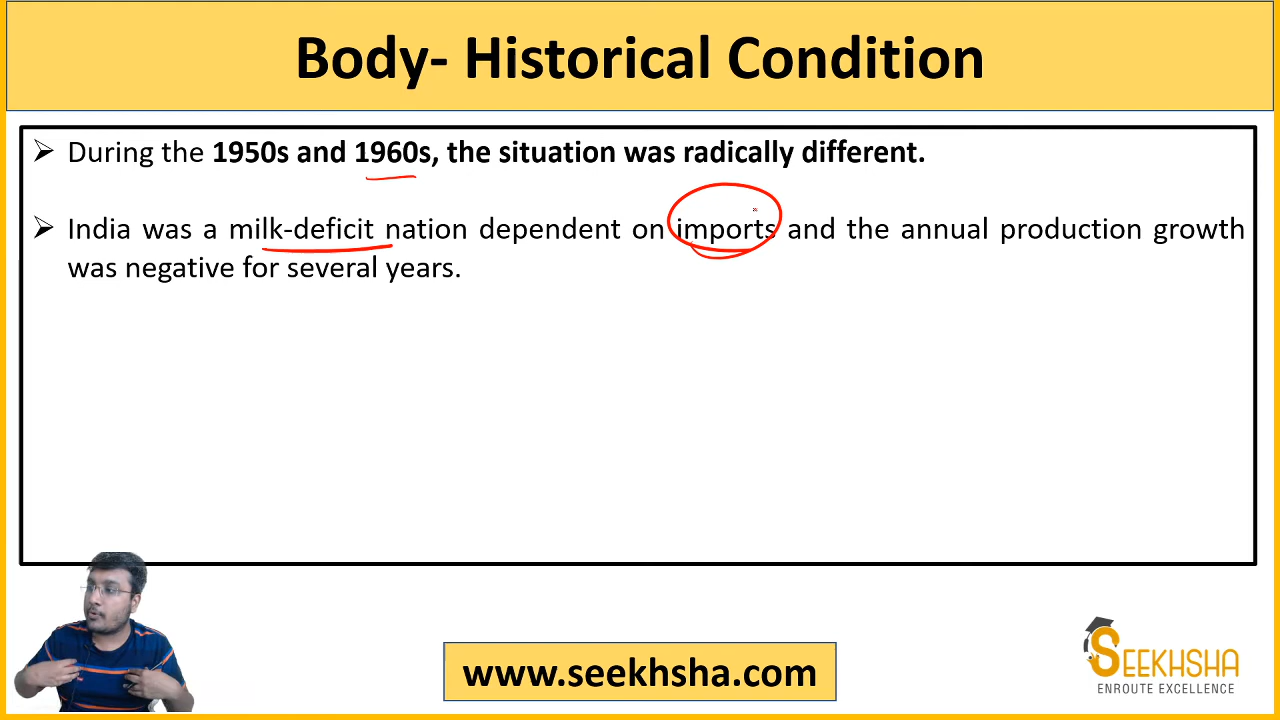 Body- Historical Condition
➢ During the 1950s and 1960s, the situation was radically different.
➢ India was a milk-deficit nation dependent on imports and the annual production growth
was negative for several years.
www.seekhsha.com
SEEKHSHA
ENROUTE EXCELLENCE